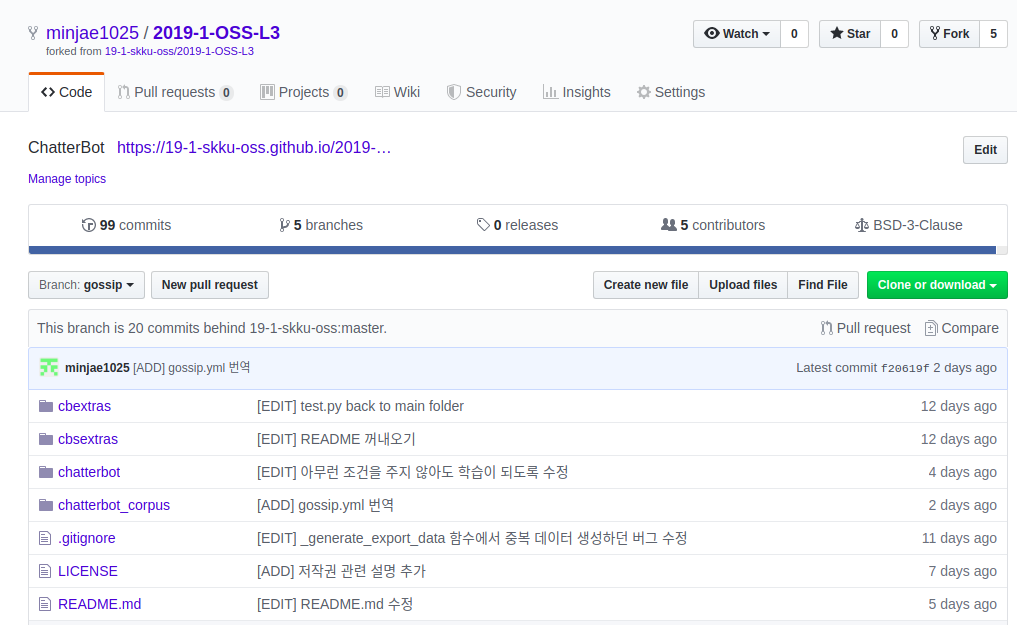 minjae1025 / 2019-1-OSS-L3
forked from 19-1-skku-oss/2019-1-OSS-L3
Watch 0 Star 0 Fork 5
Code Pull requests 0 Projects 0 Wiki Security Insights Settings
ChatterBot https://19-1-skku-oss.github.io/2019-…
Edit
Manage topics
99 commits 5 branches 0 releases 5 contributors BSD-3-Clause
Branch: gossip New pull request Create new file Upload files Find File Clone or download
This branch is 20 commits behind 19-1-skku-oss:master. Pull request Compare
minjae1025 [ADD] gossip.yml 번역 Latest commit f20619f 2 days ago
cbextras [EDIT] test.py back to main folder 12 days ago
cbsextras [EDIT] README 꺼내오기 12 days ago
chatterbot [EDIT] 아무런 조건을 주지 않아도 학습이 되도록 수정 4 days ago
chatterbot_corpus [ADD] gossip.yml 번역 2 days ago
.gitignore [EDIT] _generate_export_data 함수에서 중복 데이터 생성하던 버그 수정 11 days ago
LICENSE [ADD] 저작권 관련 설명 추가 7 days ago
README.md [EDIT] README.md 수정 5 days ago